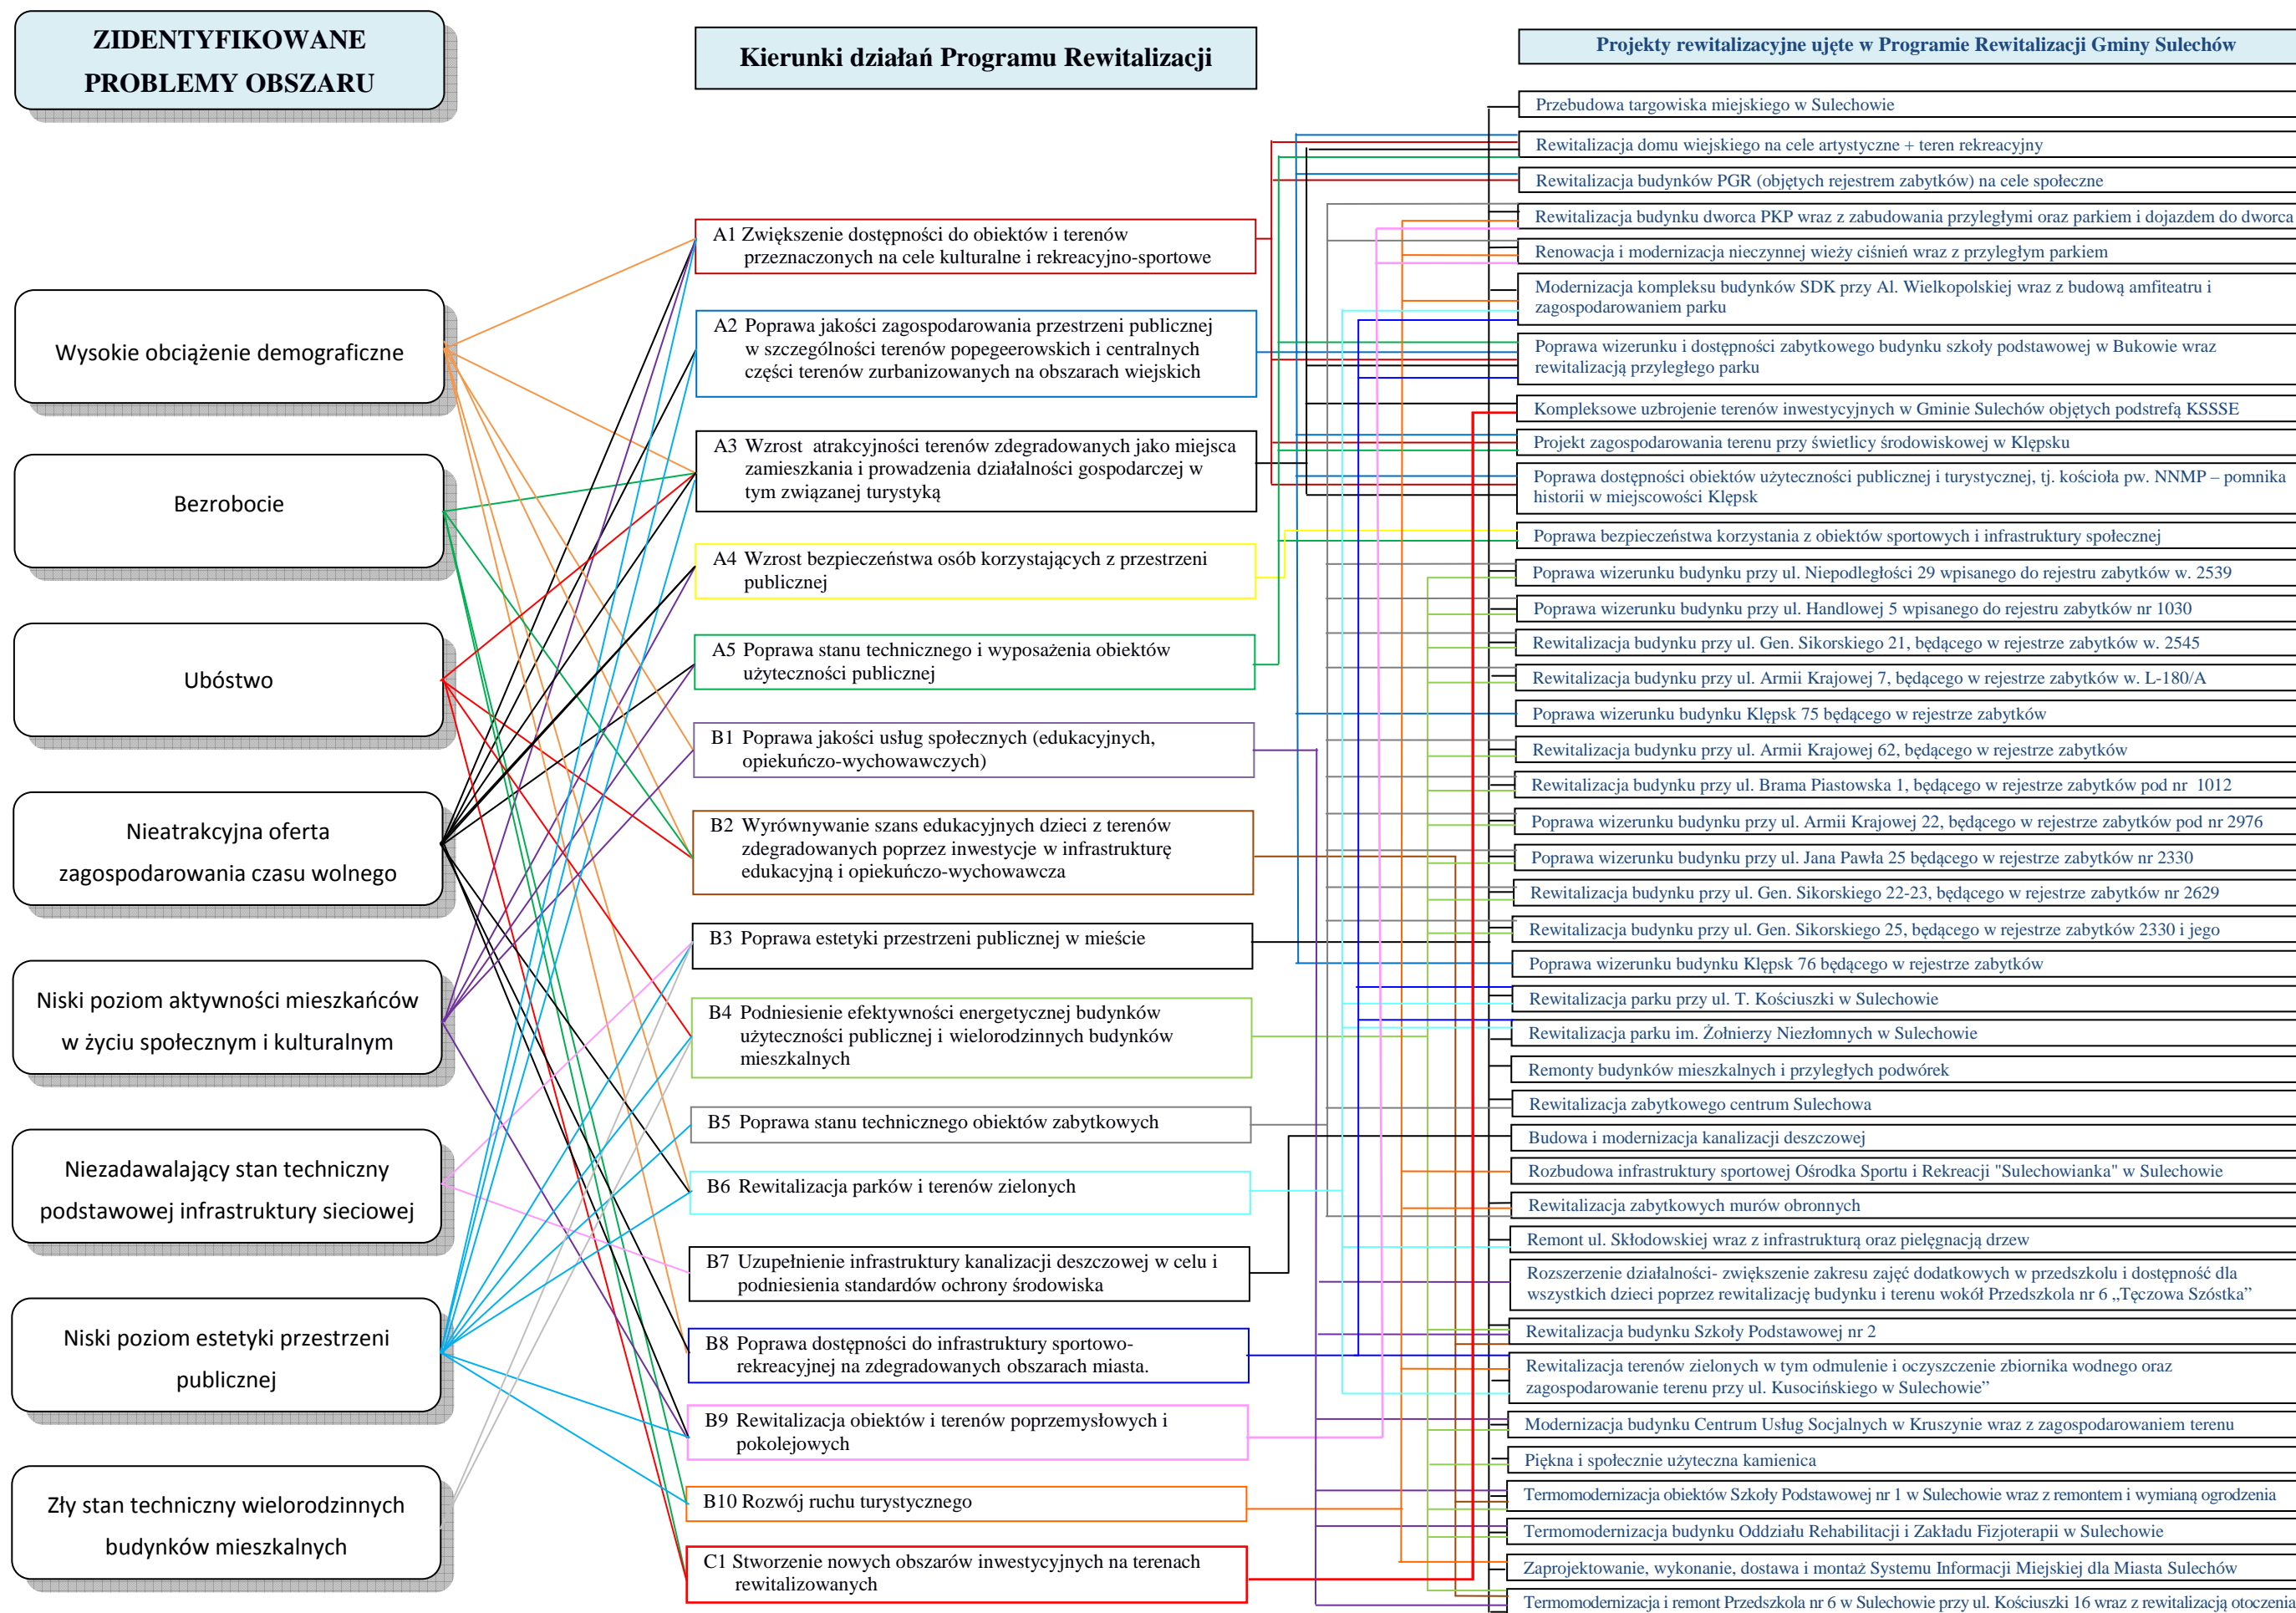 ZIDENTYFIKOWANE
PROBLEMY OBSZARU
Wysokie obciążenie demograficzne
Bezrobocie
Ubóstwo
Nieatrakcyjna oferta
zagospodarowania czasu wolnego
Niski poziom aktywności mieszkańców
w życiu społecznym i kulturalnym
Niezadawalający stan techniczny
podstawowej infrastruktury sieciowej
Niski poziom estetyki przestrzeni
publicznej
Zły stan techniczny wielorodzinnych
budynków mieszkalnych
Kierunki działań Programu Rewitalizacji
A1 Zwiększenie dostępności do obiektów i terenów
przeznaczonych na cele kulturalne i rekreacyjno-sportowe
A2 Poprawa jakości zagospodarowania przestrzeni publicznej
w szczególności terenów popegeerowskich i centralnych
części terenów zurbanizowanych na obszarach wiejskich
A3 Wzrost atrakcyjności terenów zdegradowanych jako miejsca
zamieszkania i prowadzenia działalności gospodarczej w
tym związanej turystyką
A4 Wzrost bezpieczeństwa osób korzystających z przestrzeni
publicznej
A5 Poprawa stanu technicznego i wyposażenia obiektów
użyteczności publicznej
B1 Poprawa jakości usług społecznych (edukacyjnych,
opiekuńczo-wychowawczych)
B2 Wyrównywanie szans edukacyjnych dzieci z terenów
zdegradowanych poprzez inwestycje w infrastrukturę
edukacyjną i opiekuńczo-wychowawcza
B3 Poprawa estetyki przestrzeni publicznej w mieście
B4 Podniesienie efektywności energetycznej budynków
użyteczności publicznej i wielorodzinnych budynków
mieszkalnych
B5 Poprawa stanu technicznego obiektów zabytkowych
B6 Rewitalizacja parków i terenów zielonych
B7 Uzupełnienie infrastruktury kanalizacji deszczowej w celu i
podniesienia standardów ochrony środowiska
B8 Poprawa dostępności do infrastruktury sportowo-
rekreacyjnej na zdegradowanych obszarach miasta.
B9 Rewitalizacja obiektów i terenów poprzemysłowych i
pokolejowych
B10 Rozwój ruchu turystycznego
C1 Stworzenie nowych obszarów inwestycyjnych na terenach
rewitalizowanych
Projekty rewitalizacyjne ujęte w Programie Rewitalizacji Gminy Sulechów
Przebudowa targowiska miejskiego w Sulechowie
Rewitalizacja domu wiejskiego na cele artystyczne + teren rekreacyjny
Rewitalizacja budynków PGR (objętych rejestrem zabytków) na cele społeczne
Rewitalizacja budynku dworca PKP wraz z zabudowania przyległymi oraz parkiem i dojazdem do dworca
Renowacja i modernizacja nieczynnej wieży ciśnień wraz z przyległym parkiem
Modernizacja kompleksu budynków SDK przy Al. Wielkopolskiej wraz z budową amfiteatru i
zagospodarowaniem parku
Poprawa wizerunku i dostępności zabytkowego budynku szkoły podstawowej w Bukowie wraz
rewitalizacją przyległego parku
Kompleksowe uzbrojenie terenów inwestycyjnych w Gminie Sulechów objętych podstrefą KSSSE
Projekt zagospodarowania terenu przy świetlicy środowiskowej w Klępsku
Poprawa dostępności obiektów użyteczności publicznej i turystycznej, tj. kościoła pw. NNMP – pomnika
historii w miejscowości Klępsk
Poprawa bezpieczeństwa korzystania z obiektów sportowych i infrastruktury społecznej
Poprawa wizerunku budynku przy ul. Niepodległości 29 wpisanego do rejestru zabytków w. 2539
Poprawa wizerunku budynku przy ul. Handlowej 5 wpisanego do rejestru zabytków nr 1030
Rewitalizacja budynku przy ul. Gen. Sikorskiego 21, będącego w rejestrze zabytków w. 2545
Rewitalizacja budynku przy ul. Armii Krajowej 7, będącego w rejestrze zabytków w. L-180/A
Poprawa wizerunku budynku Klępsk 75 będącego w rejestrze zabytków
Rewitalizacja budynku przy ul. Armii Krajowej 62, będącego w rejestrze zabytków
Rewitalizacja budynku przy ul. Brama Piastowska 1, będącego w rejestrze zabytków pod nr 1012
Poprawa wizerunku budynku przy ul. Armii Krajowej 22, będącego w rejestrze zabytków pod nr 2976
Poprawa wizerunku budynku przy ul. Jana Pawła 25 będącego w rejestrze zabytków nr 2330
Rewitalizacja budynku przy ul. Gen. Sikorskiego 22-23, będącego w rejestrze zabytków nr 2629
Rewitalizacja budynku przy ul. Gen. Sikorskiego 25, będącego w rejestrze zabytków 2330 i jego
Poprawa wizerunku budynku Klępsk 76 będącego w rejestrze zabytków
Rewitalizacja parku przy ul. T. Kościuszki w Sulechowie
Rewitalizacja parku im. Żołnierzy Niezłomnych w Sulechowie
Remonty budynków mieszkalnych i przyległych podwórek
Rewitalizacja zabytkowego centrum Sulechowa
Budowa i modernizacja kanalizacji deszczowej
Rozbudowa infrastruktury sportowej Ośrodka Sportu i Rekreacji "Sulechowianka" w Sulechowie
Rewitalizacja zabytkowych murów obronnych
Remont ul. Skłodowskiej wraz z infrastrukturą oraz pielęgnacją drzew
Rozszerzenie działalności- zwiększenie zakresu zajęć dodatkowych w przedszkolu i dostępność dla
wszystkich dzieci poprzez rewitalizację budynku i terenu wokół Przedszkola nr 6 „Tęczowa Szóstka”
Rewitalizacja budynku Szkoły Podstawowej nr 2
Rewitalizacja terenów zielonych w tym odmulenie i oczyszczenie zbiornika wodnego oraz
zagospodarowanie terenu przy ul. Kusocińskiego w Sulechowie”
Modernizacja budynku Centrum Usług Socjalnych w Kruszynie wraz z zagospodarowaniem terenu
Piękna i społecznie użyteczna kamienica
Termomodernizacja obiektów Szkoły Podstawowej nr 1 w Sulechowie wraz z remontem i wymianą ogrodzenia
Termomodernizacja budynku Oddziału Rehabilitacji i Zakładu Fizjoterapii w Sulechowie
Zaprojektowanie, wykonanie, dostawa i montaż Systemu Informacji Miejskiej dla Miasta Sulechów
Termomodernizacja i remont Przedszkola nr 6 w Sulechowie przy ul. Kościuszki 16 wraz z rewitalizacją otoczenia